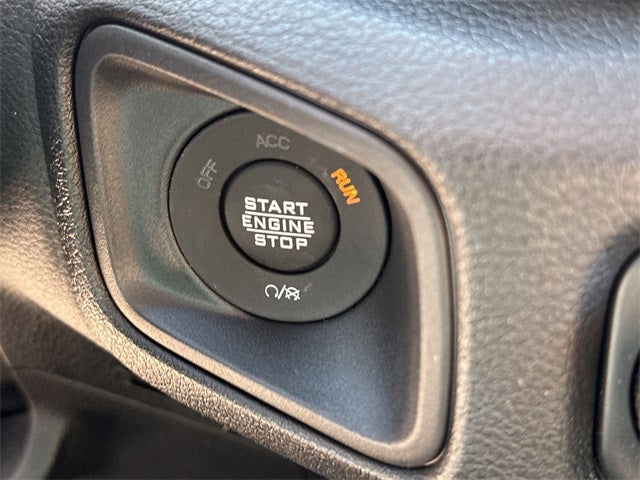 OFF
ACC
RUN
START
ENGINE
STOP